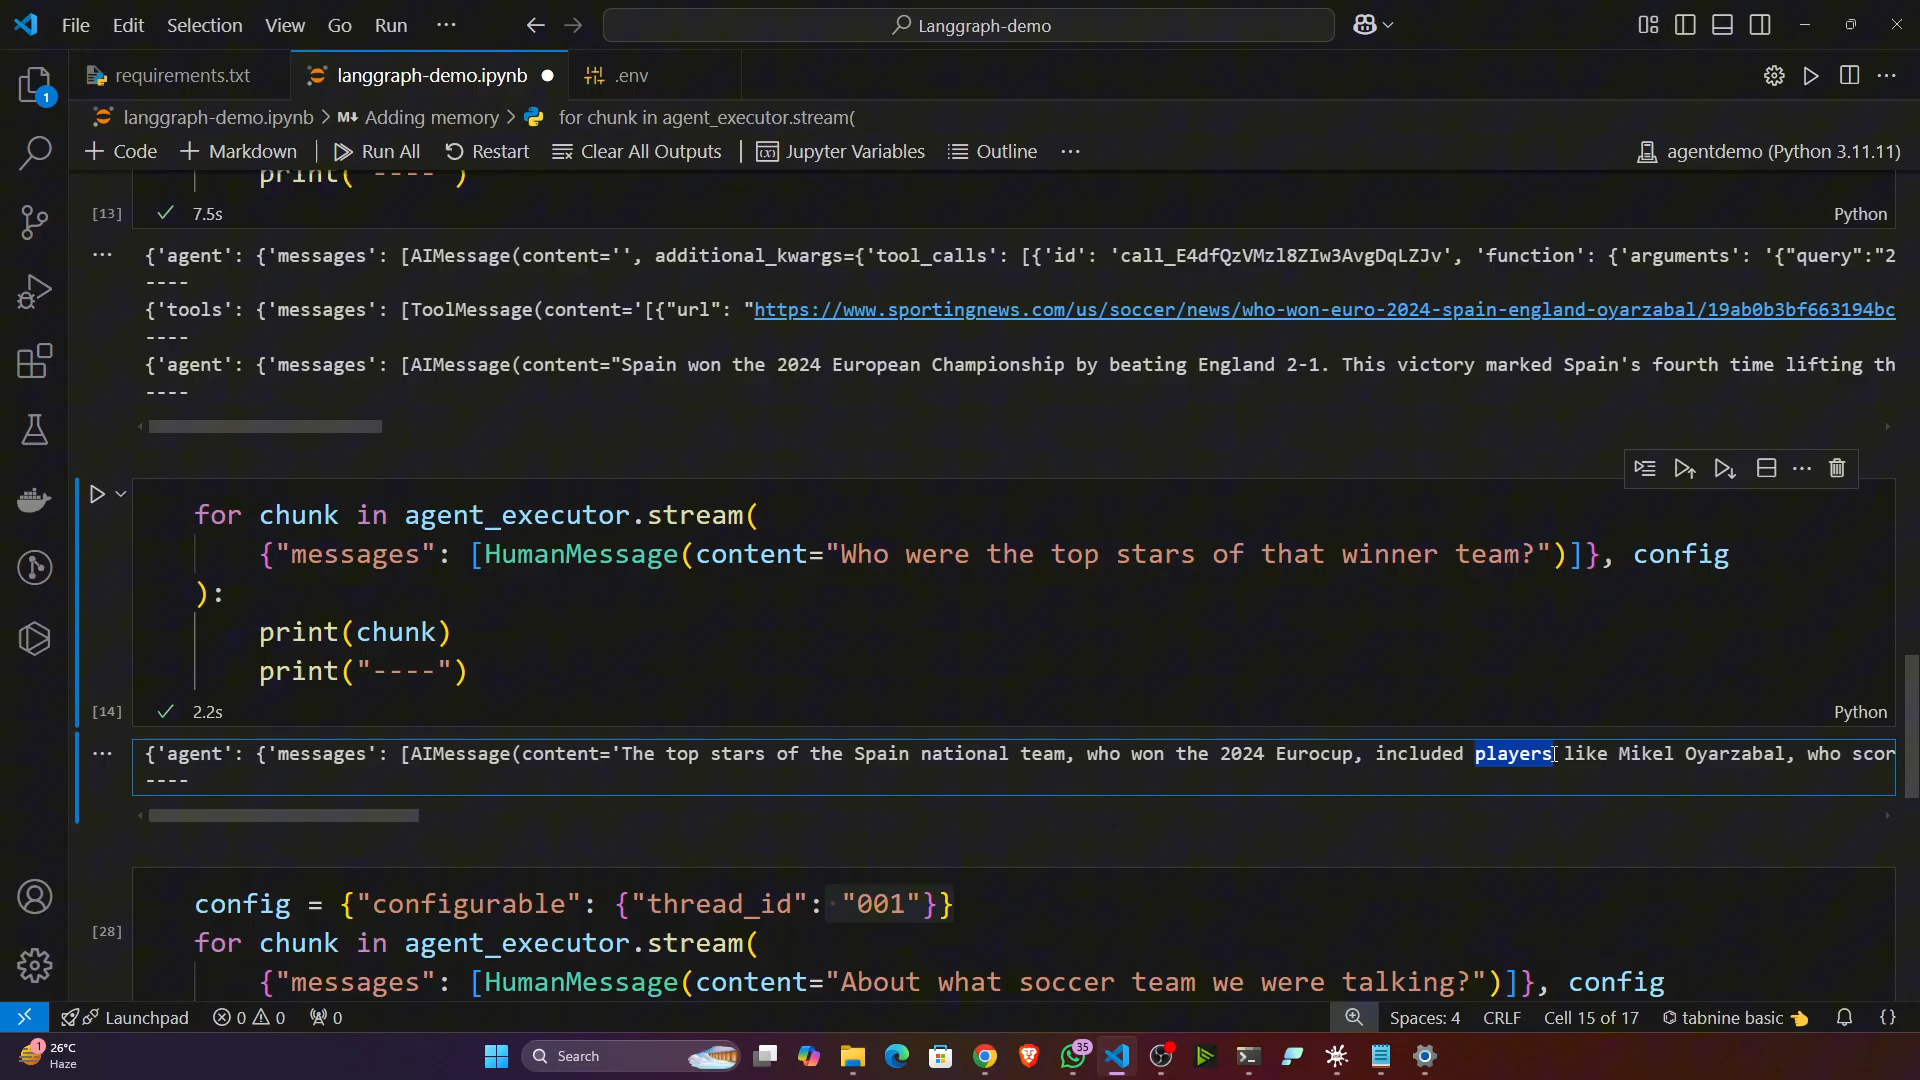 File Edit Selection View Go Run ··· Langgraph-demo
requirements.txt langgraph-demo.ipynb .env
langgraph-demo.ipynb > M↓ Adding memory > for chunk in agent_executor.stream(
+ Code + Markdown Run All Restart Clear All Outputs Jupyter Variables Outline ··· agentdemo (Python 3.11.11)
print("----")
[13] 7.5s Python
{'agent': {'messages': [AIMessage(content='', additional_kwargs={'tool_calls': [{'id': 'call_E4dfQzVMzl8ZIw3AvgDqLZJv', 'function': {'arguments': '{"query":"2
----
{'tools': {'messages': [ToolMessage(content='[{"url": "https://www.sportingnews.com/us/soccer/news/who-won-euro-2024-spain-england-oyarzabal/19ab0b3bf663194bc
----
{'agent': {'messages': [AIMessage(content="Spain won the 2024 European Championship by beating England 2-1. This victory marked Spain's fourth time lifting th
----
for chunk in agent_executor.stream(
{"messages": [HumanMessage(content="Who were the top stars of that winner team?")]}, config
):
print(chunk)
print("----")
[14] 2.2s Python
{'agent': {'messages': [AIMessage(content='The top stars of the Spain national team, who won the 2024 Eurocup, included players like Mikel Oyarzabal, who scor
----
config = {"configurable": {"thread_id": "001"}}
[28]
for chunk in agent_executor.stream(
{"messages": [HumanMessage(content="About what soccer team we were talking?")]}, config
Launchpad 0 0 0 Spaces: 4 CRLF Cell 15 of 17 tabnine basic {}
1 26°C Haze Search 35